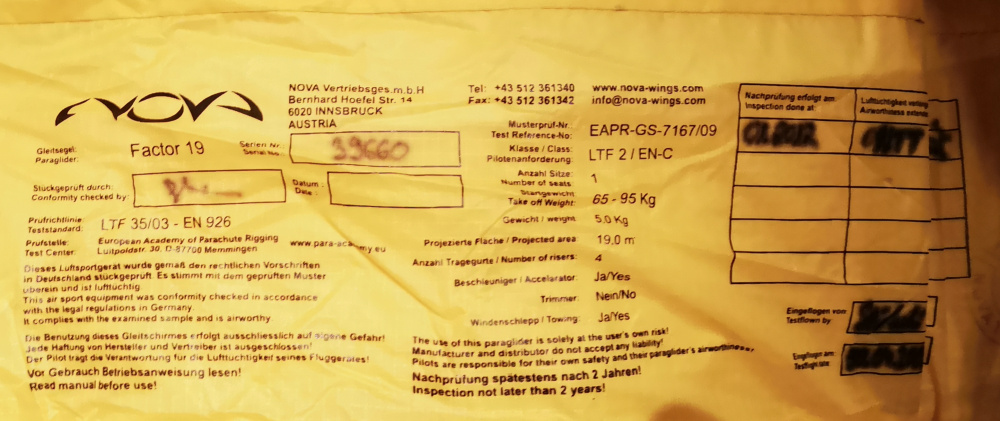 NOVA
NOVA Vertriebsges.m.b.H
Bernhard Hoefel Str. 14
6020 INNSBRUCK
AUSTRIA
Tel: +43 512 361340
Fax: +43 512 361342
www.nova-wings.com
info@nova-wings.com
Gleitsegel:
Paraglider:
Factor 19
Serien Nr.
Serial No.
39660
Stückgeprüft durch:
Conformity checked by:
Datum:
Date:
Prüfrichtlinie:
Teststandard:
LTF 35/03 - EN 926
Prüfstelle:
Test Center:
European Academy of Parachute Rigging
Luitpoldstr. 30, D-87700 Memmingen
www.para-academy.eu
Dieses Luftsportgerät wurde gemäß den rechtlichen Vorschriften
in Deutschland stückgeprüft. Es stimmt mit dem geprüften Muster
überein und ist lufttüchtig
This air sport equipment was conformity checked in accordance
with the legal regulations in Germany
It complies with the examined sample and is airworthy
Die Benutzung dieses Gleitschirmes erfolgt ausschliesslich auf eigene Gefahr!
Jede Haftung von Hersteller und Vertreiber ist ausgeschlossen!
Der Pilot trägt die Verantwortung für die Lufttüchtigkeit seines Fluggerätes!
Vor Gebrauch Betriebsanweisung lesen!
Read manual before use!
Musterprüf-Nr.:
Test Reference-No:
EAPR-GS-7167/09
Klasse / Class:
Pilotenanforderung:
LTF 2 / EN-C
Anzahl Sitze:
Number of seats:
1
Startgewicht:
Take off Weight:
65 - 95 Kg
Gewicht / weight:
5.0 Kg
Projezierte Fläche / Projected area:
19.0 m
Anzahl Tragegurte / Number of risers:
4
Beschleuniger / Accelarator:
Ja/Yes
Trimmer:
Nein/No
Windenschlepp / Towing:
Ja/Yes
The use of this paraglider is solely at the user's own risk!
Manufacturer and distributor do not accept any liability!
Pilots are responsible for their own safety and their paraglider's airworthiness,
Nachprüfung spätestens nach 2 Jahren!
Inspection not later than 2 years!
Nachprüfung erfolgt am:
Inspection done at:
Lufttüchtigkeit
Airworthness
Eingeflogen von
Testflown by
Eingeflogen am: